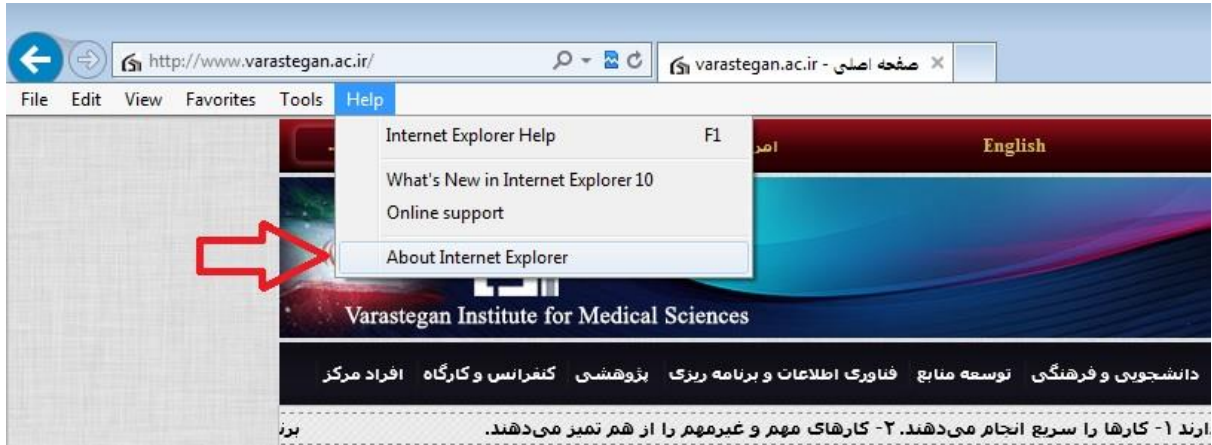 http://www.varastegan.ac.ir/
صفحه اصلی - varastegan.ac.ir
File Edit View Favorites Tools Help
Internet Explorer Help F1
What's New in Internet Explorer 10
Online support
About Internet Explorer
English
Varastegan Institute for Medical Sciences
دانشجویی و فرهنگی توسعه منابع فناوری اطلاعات و برنامه ریزی پژوهشی کنفرانس و کارگاه افراد مرکز
۱- کارها را سریع انجام می‌دهند. ۲- کارهای مهم و غیرمهم را از هم تمیز می‌دهند.